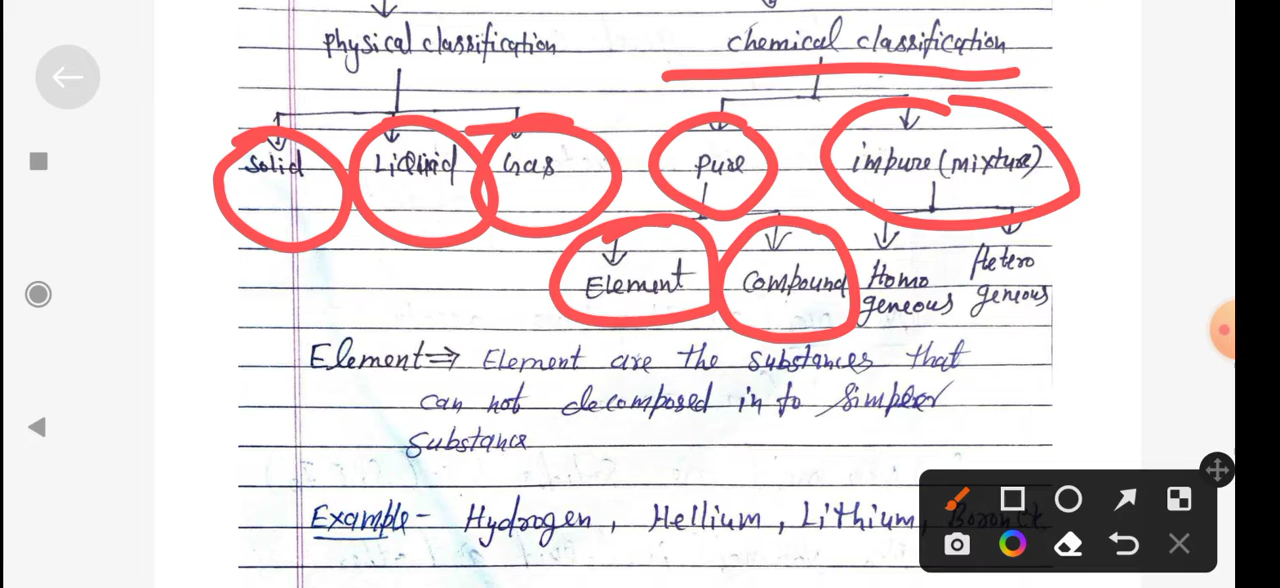 physical classification
chemical classification
Solid
Liquid
Gas
Pure
impure (mixture)
Element
Compound
Homo
geneous
Hetero
geneous
Element ⇒ Element are the substances that
can not decomposed in to simpler
substance
Example - Hydrogen, Hellium, Lithium,